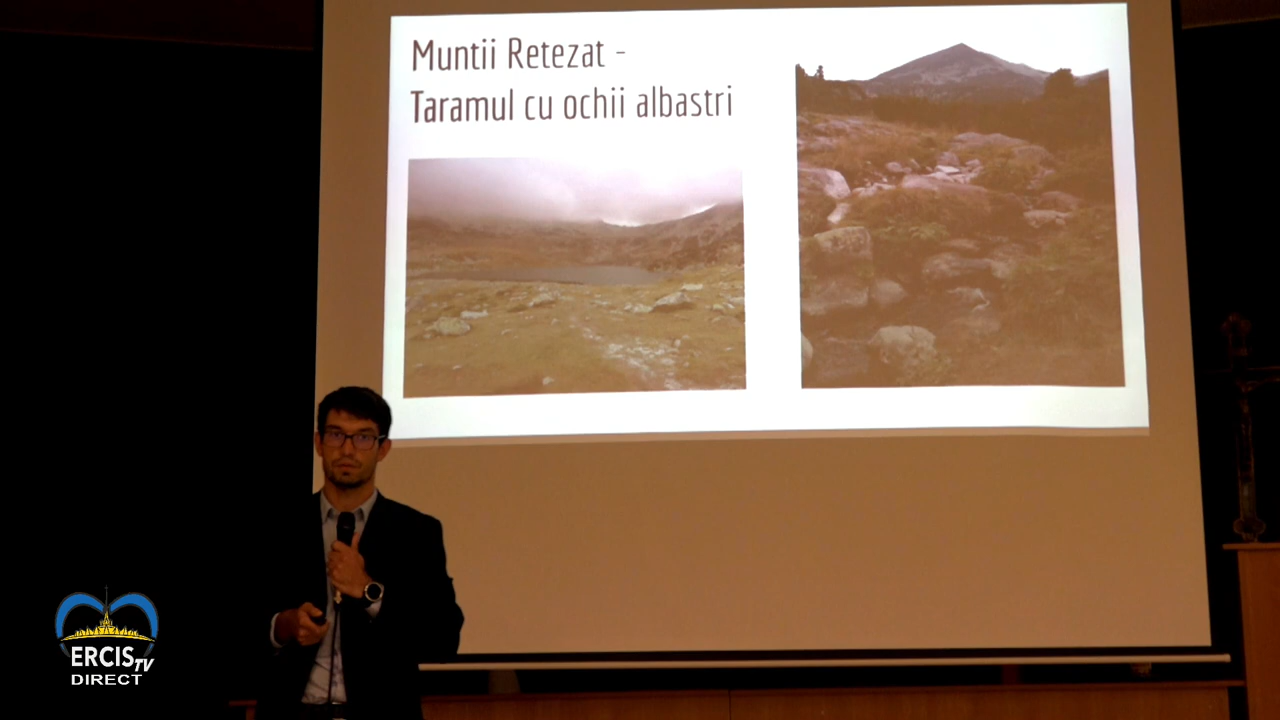 Muntii Retezat -
Taramul cu ochii albastri
ERCIS TV
DIRECT